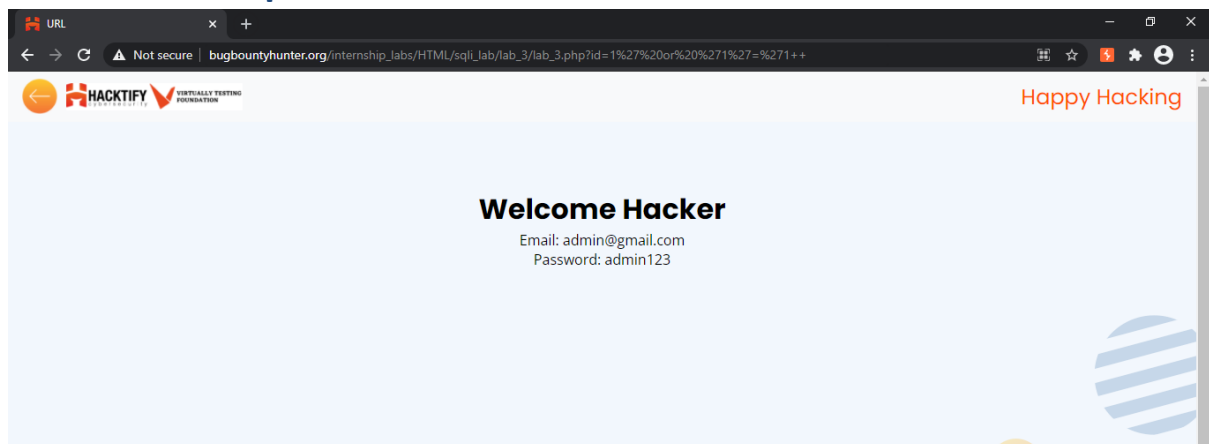 URL
Not secure | bugbountyhunter.org/internship_labs/HTML/sqli_lab/lab_3/lab_3.php?id=1%27%20or%20%271%27=%271++
HACKTIFY VIRTUALLY TESTING
FOUNDATION
Happy Hacking
Welcome Hacker
Email: admin@gmail.com
Password: admin123